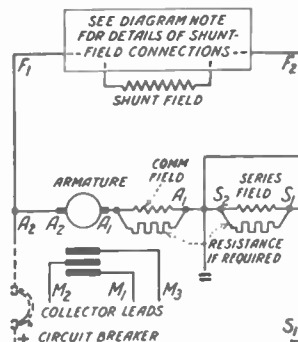 SEE DIAGRAM NOTE
FOR DETAILS OF SHUNT-
FIELD CONNECTIONS
F1
F2
SHUNT FIELD
COMM
FIELD
ARMATURE
SERIES
FIELD
A2 A2 A1 A1 S2 S1
RESISTANCE
IF REQUIRED
M2 M1 M3
COLLECTOR LEADS
+ CIRCUIT BREAKER
S1